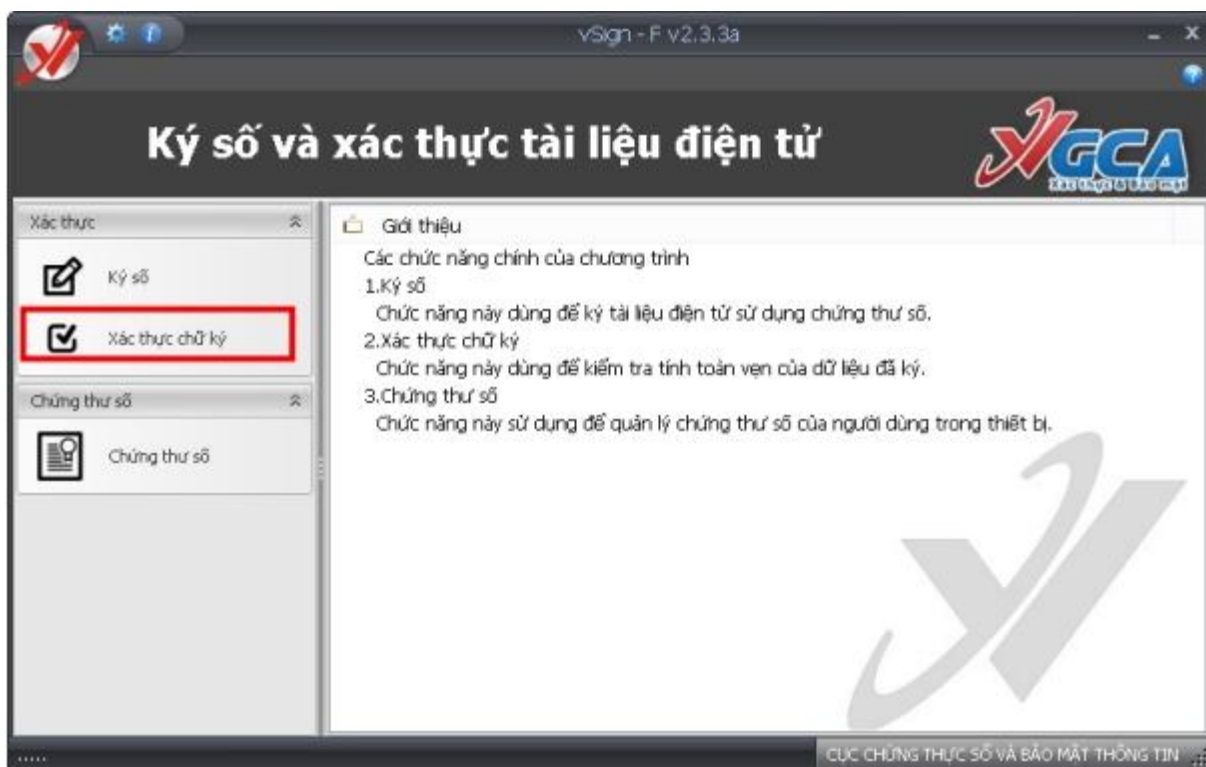 vSign - F v2.3.3a
Ký số và xác thực tài liệu điện tử
GCA
Xác thực & Bảo mật
Xác thực
Ký số
Xác thực chữ ký
Chứng thư số
Chứng thư số
Giới thiệu
Các chức năng chính của chương trình
1.Ký số
Chức năng này dùng để ký tài liệu điện tử sử dụng chứng thư số.
2.Xác thực chữ ký
Chức năng này dùng để kiểm tra tính toàn vẹn của dữ liệu đã ký.
3.Chứng thư số
Chức năng này sử dụng để quản lý chứng thư số của người dùng trong thiết bị.
.....
CỤC CHỨNG THỰC SỐ VÀ BẢO MẬT THÔNG TIN